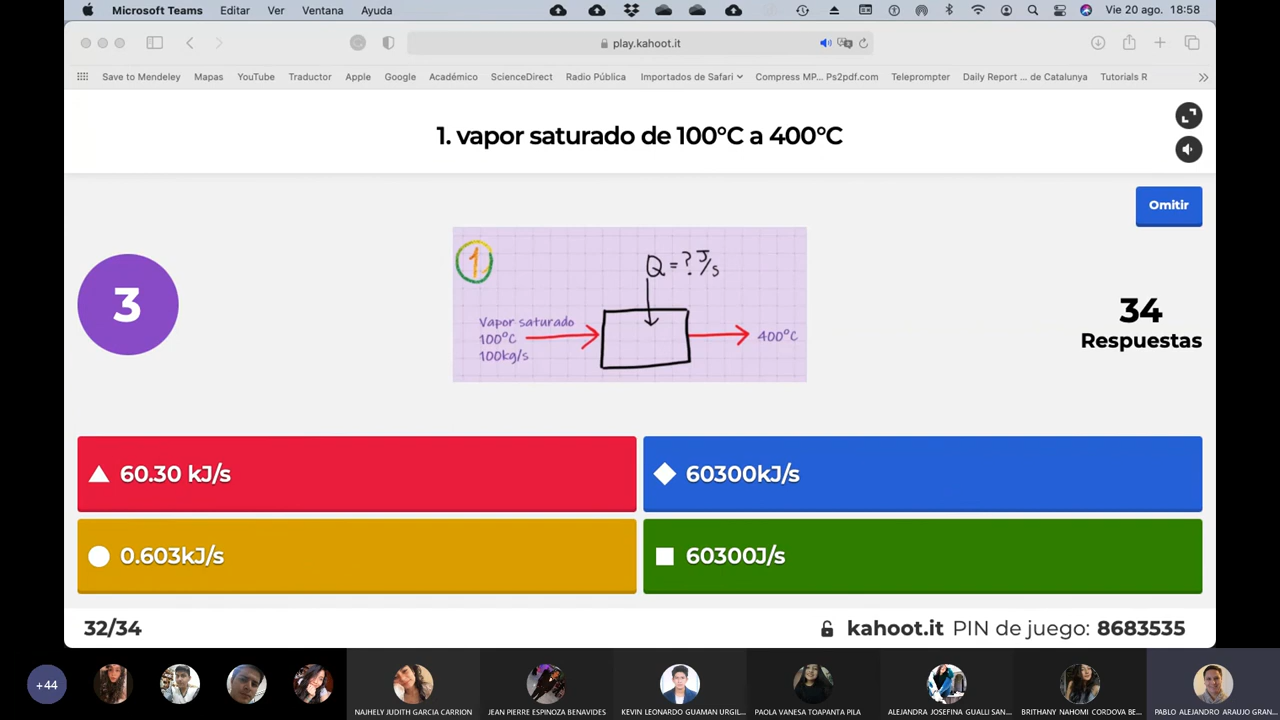 Microsoft Teams Editar Ver Ventana Ayuda Vie 20 ago. 18:58
play.kahoot.it
Save to Mendeley Mapas YouTube Traductor Apple Google Académico ScienceDirect Radio Pública Importados de Safari Compress MP... Ps2pdf.com Teleprompter Daily Report ... de Catalunya Tutorials R
1. vapor saturado de 100°C a 400°C
Omitir
3
1
Q = ? J/s
Vapor saturado
100°C
100kg/s
400°C
34
Respuestas
60.30 kJ/s
60300kJ/s
0.603kJ/s
60300J/s
32/34
kahoot.it PIN de juego: 8683535
+44
NAJHELY JUDITH GARCIA CARRION
JEAN PIERRE ESPINOZA BENAVIDES
KEVIN LEONARDO GUAMAN URGIL...
PAOLA VANESA TOAPANTA PILA
ALEJANDRA JOSEFINA GUALLI SAN...
BRITHANY NAHOMI CORDOVA BE...
PABLO ALEJANDRO ARAUJO GRAN...